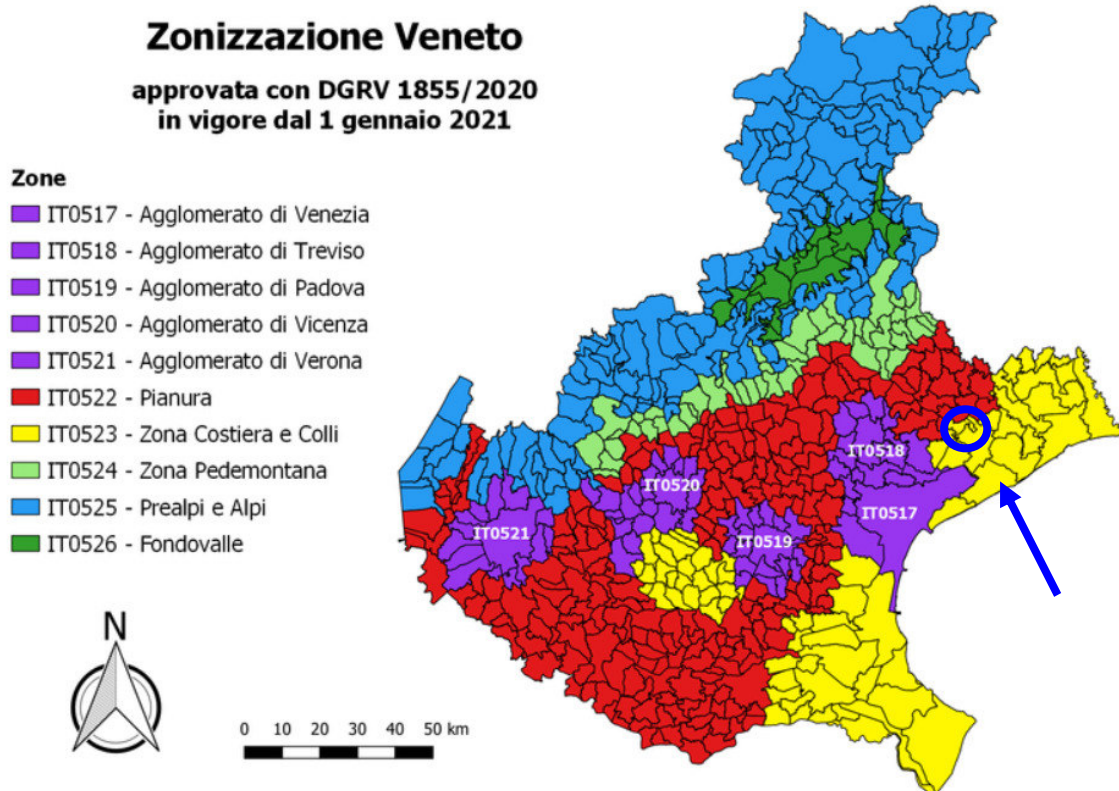 Zonizzazione Veneto
approvata con DGRV 1855/2020
in vigore dal 1 gennaio 2021
Zone
IT0517 - Agglomerato di Venezia
IT0518 - Agglomerato di Treviso
IT0519 - Agglomerato di Padova
IT0520 - Agglomerato di Vicenza
IT0521 - Agglomerato di Verona
IT0522 - Pianura
IT0523 - Zona Costiera e Colli
IT0524 - Zona Pedemontana
IT0525 - Prealpi e Alpi
IT0526 - Fondovalle
IT0518
IT0520
IT0517
IT0521
IT0519
N
0 10 20 30 40 50 km